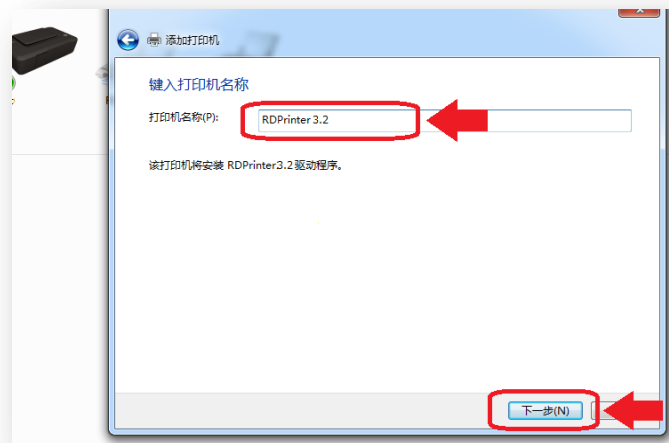 添加打印机
键入打印机名称
打印机名称(P):
RDPrinter 3.2
该打印机将安装 RDPrinter3.2驱动程序。
下一步(N)